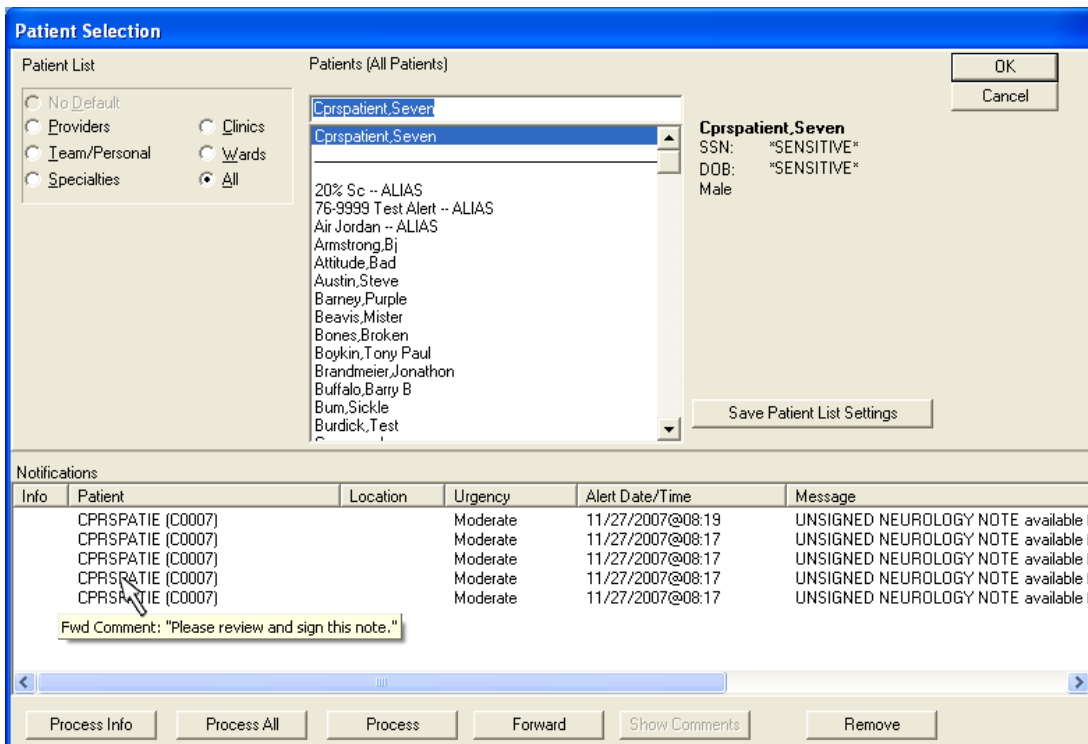 Patient Selection
Patient List
No Default
Providers
Clinics
Team/Personal
Wards
Specialties
All
Patients (All Patients)
Cprspatient,Seven
Cprspatient,Seven
20% Sc -- ALIAS
76-9999 Test Alert -- ALIAS
Air Jordan -- ALIAS
Armstrong,Bj
Attitude,Bad
Austin,Steve
Barney,Purple
Beavis,Mister
Bones,Broken
Boykin,Tony Paul
Brandmeier,Jonathon
Buffalo,Barry B
Bum,Sickle
Burdick,Test
OK
Cancel
Cprspatient,Seven
SSN: *SENSITIVE*
DOB: *SENSITIVE*
Male
Save Patient List Settings
Notifications
Info Patient Location Urgency Alert Date/Time Message
CPRSPATIE (C0007) Moderate 11/27/2007@08:19 UNSIGNED NEUROLOGY NOTE available
CPRSPATIE (C0007) Moderate 11/27/2007@08:17 UNSIGNED NEUROLOGY NOTE available
CPRSPATIE (C0007) Moderate 11/27/2007@08:17 UNSIGNED NEUROLOGY NOTE available
CPRSPATIE (C0007) Moderate 11/27/2007@08:17 UNSIGNED NEUROLOGY NOTE available
CPRSPATIE (C0007) Moderate 11/27/2007@08:17 UNSIGNED NEUROLOGY NOTE available
Fwd Comment: "Please review and sign this note."
Process Info Process All Process Forward Show Comments Remove